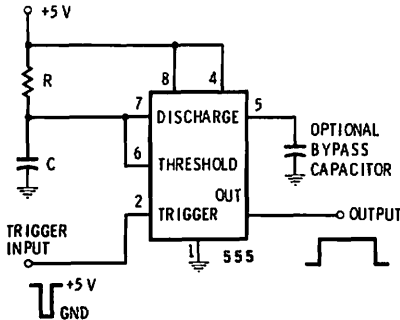 +5 V
R
8
4
7
DISCHARGE
5
6
THRESHOLD
OPTIONAL
BYPASS
CAPACITOR
C
OUT
2
TRIGGER
OUTPUT
TRIGGER
INPUT
1
555
+5 V
GND